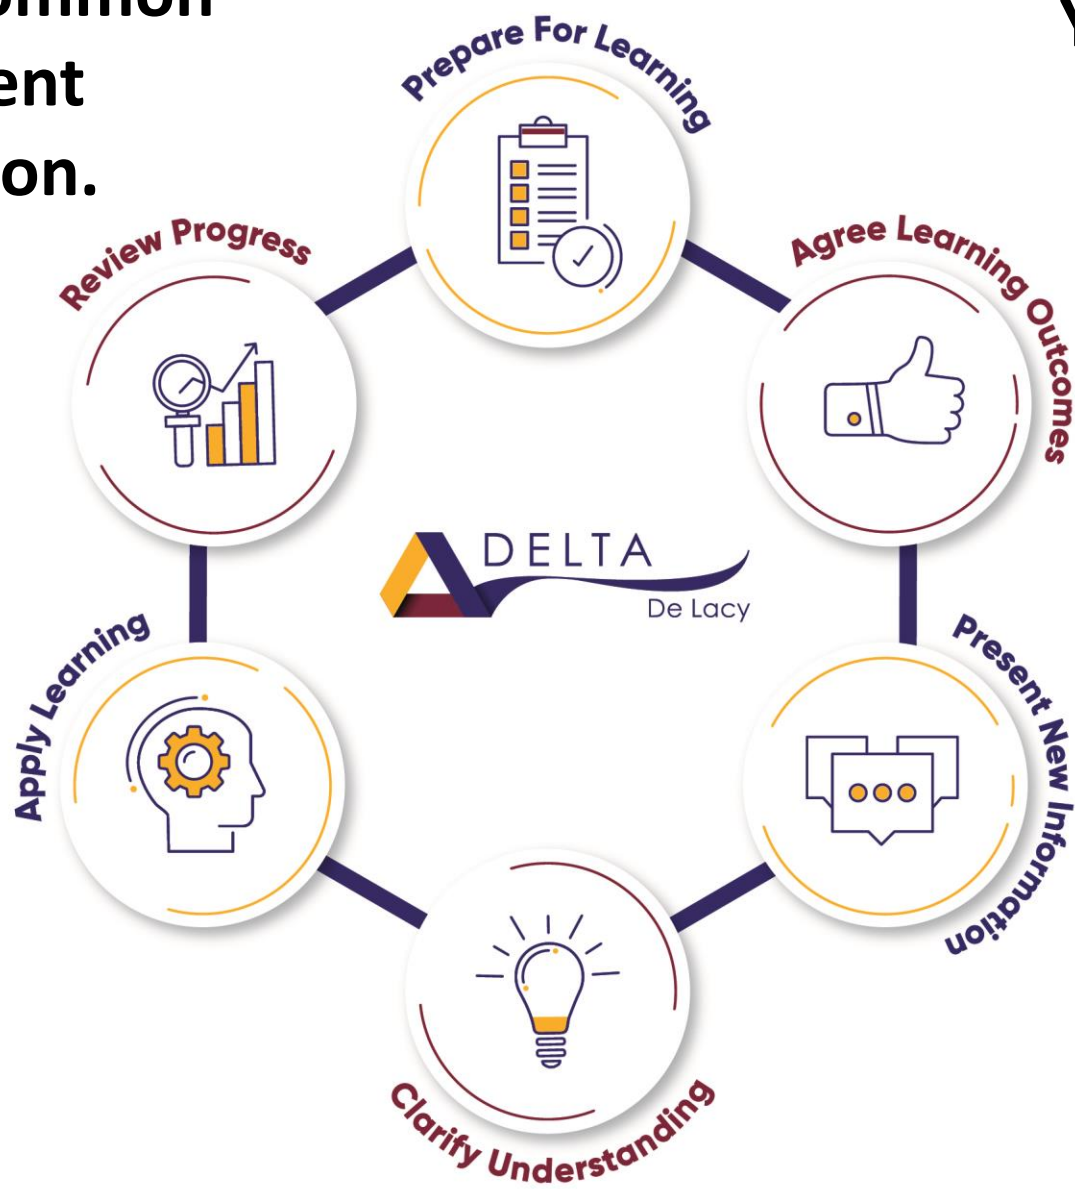 ent
on.
Prepare For Learning
Agree Learning Outcomes
Present New Information
Clarify Understanding
Apply Learning
Review Progress
DELTA
De Lacy